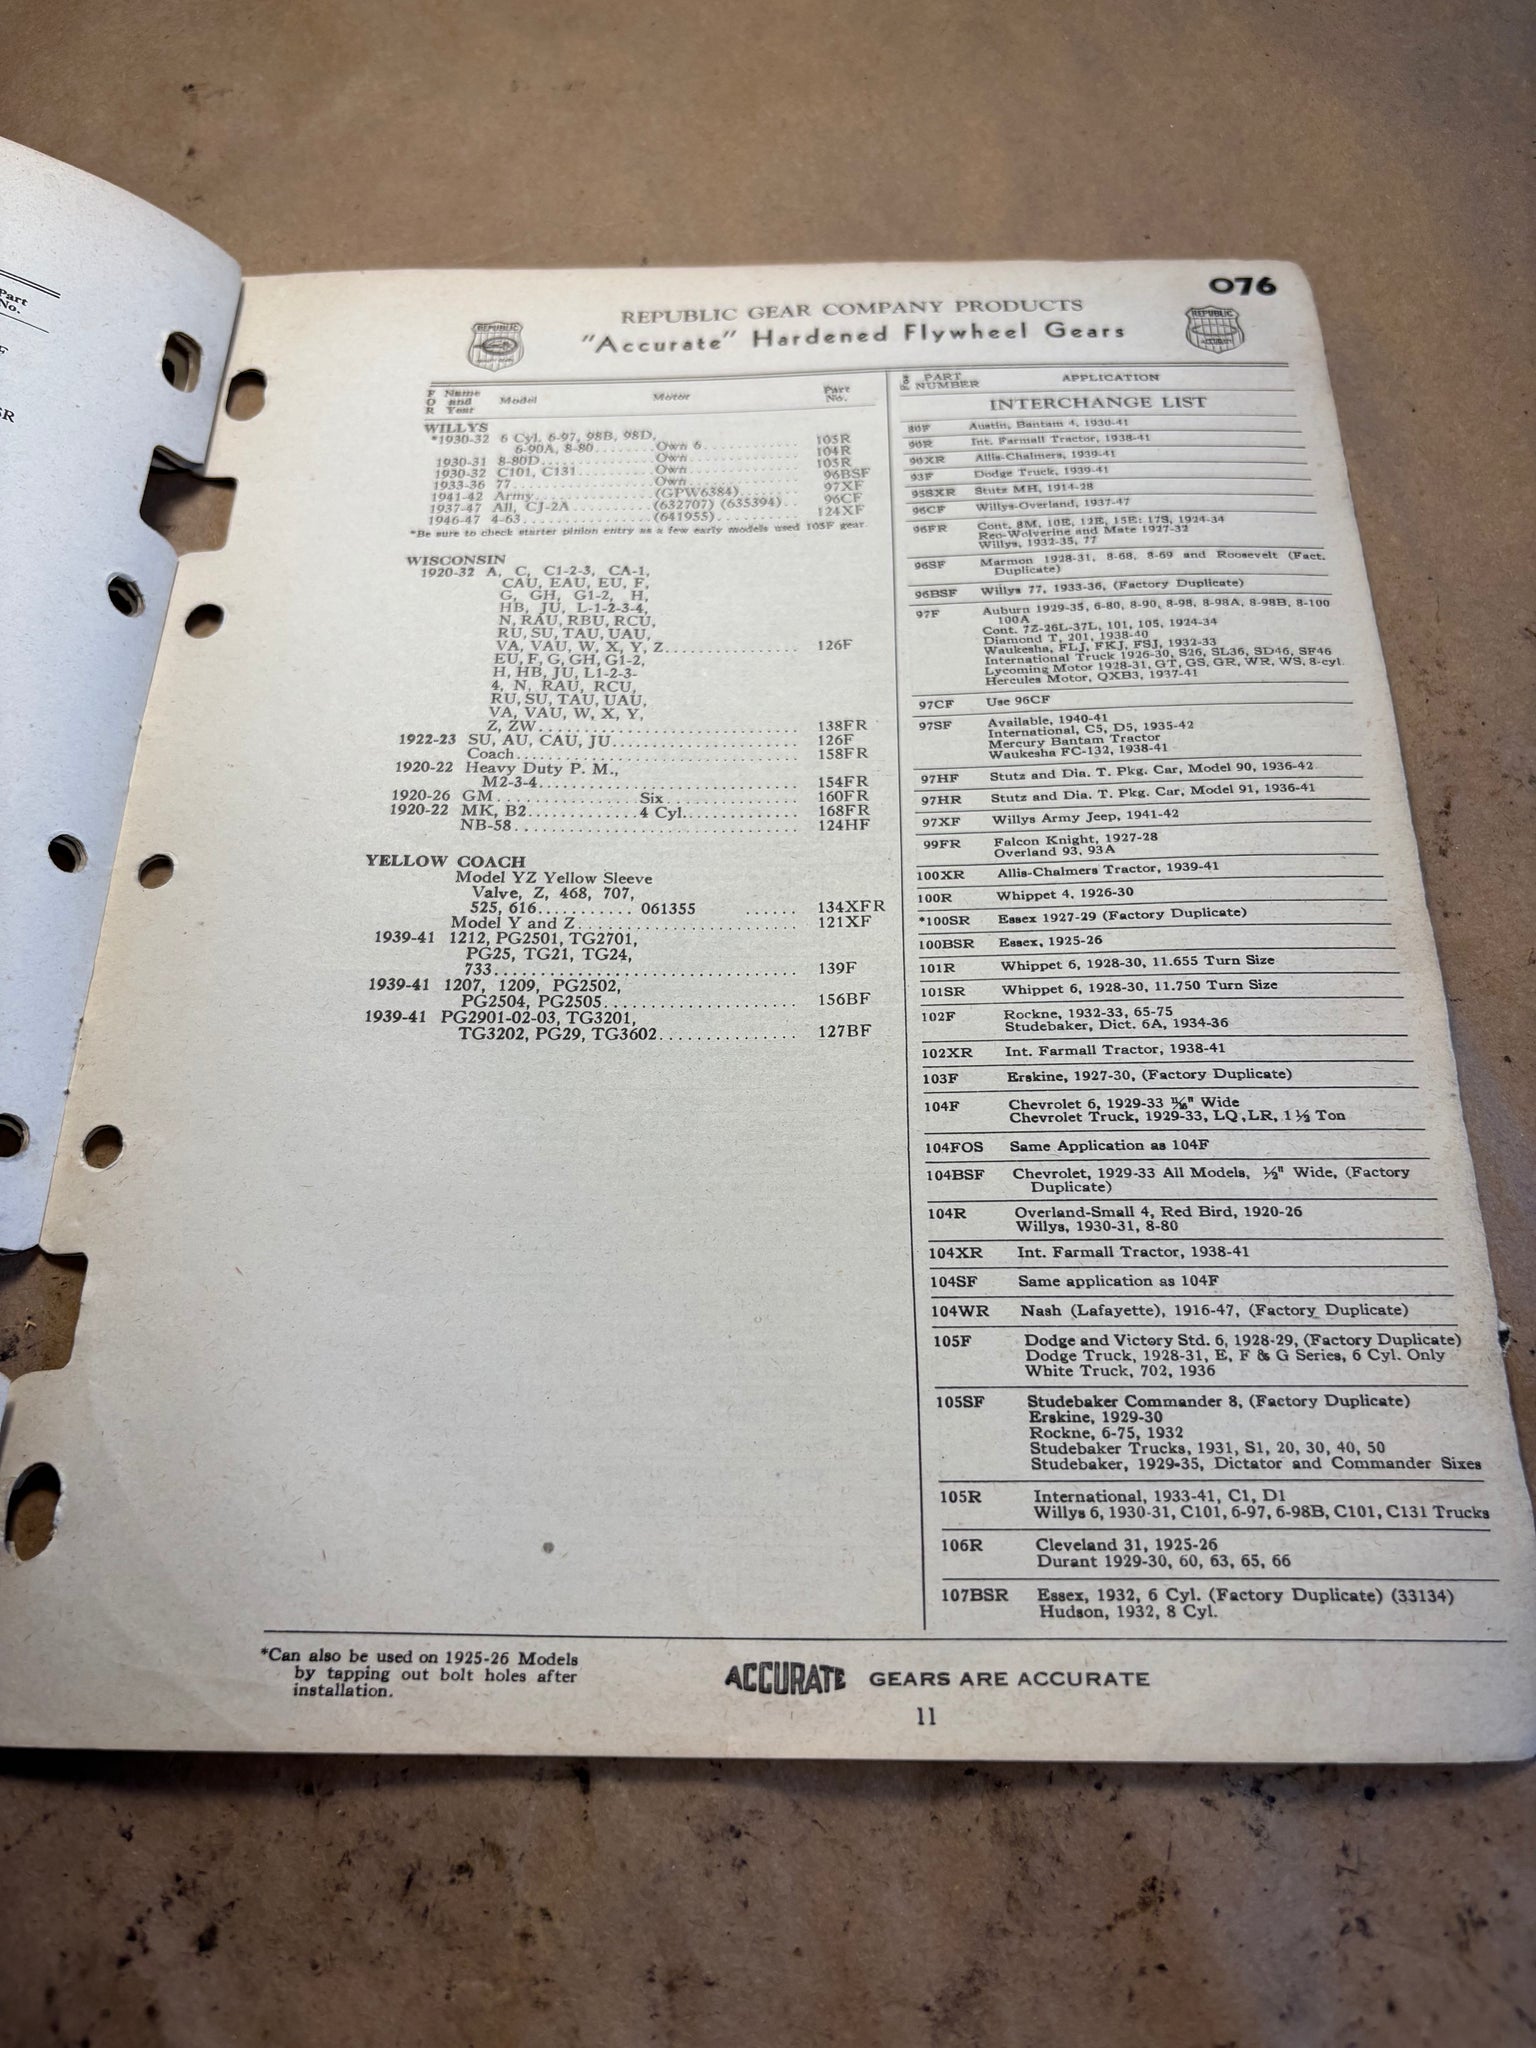 Part
No.
F
SR
076
REPUBLIC GEAR COMPANY PRODUCTS
"Accurate" Hardened Flywheel Gears
REPUBLIC
REPUBLIC
ACCURATE
FOR Name and Year Model Motor Part No.
WILLYS
*1930-32 6 Cyl. 6-97, 98B, 98D,
6-90A, 8-80 Own 6 105R
1930-31 8-80D Own 104R
1930-32 C101, C131 Own 105R
1933-36 77 Own 96BSF
1941-42 Army (GPW6384) 97XF
1937-47 All, CJ-2A (632707) (635394) 96CF
1946-47 4-63 (641955) 124XF
*Be sure to check starter pinion entry as a few early models used 105F gear.
WISCONSIN
1920-32 A, C, C1-2-3, CA-1,
CAU, EAU, EU, F,
G, GH, G1-2, H,
HB, JU, L-1-2-3-4,
N, RAU, RBU, RCU,
RU, SU, TAU, UAU,
VA, VAU, W, X, Y, Z 126F
EU, F, G, GH, G1-2,
H, HB, JU, L1-2-3-
4, N, RAU, RCU,
RU, SU, TAU, UAU,
VA, VAU, W, X, Y,
Z, ZW 138FR
1922-23 SU, AU, CAU, JU 126F
Coach 158FR
1920-22 Heavy Duty P. M.,
M2-3-4 154FR
1920-26 GM Six 160FR
1920-22 MK, B2 4 Cyl. 168FR
NB-58 124HF
YELLOW COACH
Model YZ Yellow Sleeve
Valve, Z, 468, 707,
525, 616 061355 134XFR
Model Y and Z 121XF
1939-41 1212, PG2501, TG2701,
PG25, TG21, TG24,
733 139F
1939-41 1207, 1209, PG2502,
PG2504, PG2505 156BF
1939-41 PG2901-02-03, TG3201,
TG3202, PG29, TG3602 127BF
PART NUMBER APPLICATION
INTERCHANGE LIST
80F Austin, Bantam 4, 1930-41
90R Int. Farmall Tractor, 1938-41
90XR Allis-Chalmers, 1939-41
93F Dodge Truck, 1939-41
95SXR Stutz MH, 1914-28
96CF Willys-Overland, 1937-47
96FR Cont. 8M, 10E, 12E, 15E: 17S, 1924-34
Reo-Wolverine and Mate 1927-32
Willys, 1932-35, 77
96SF Marmon 1928-31, 8-68, 8-69 and Roosevelt (Fact.
Duplicate)
96BSF Willys 77, 1933-36, (Factory Duplicate)
97F Auburn 1929-35, 6-80, 8-90, 8-98, 8-98A, 8-98B, 8-100
100A
Cont. 7Z-26L-37L, 101, 105, 1924-34
Diamond T, 201, 1938-40
Waukesha, FLJ, FKJ, FSJ, 1932-33
International Truck 1926-30, S26, SL36, SD46, SF46
Lycoming Motor 1928-31, GT, GS, GR, WR, WS, 8-cyl.
Hercules Motor, QXB3, 1937-41
97CF Use 96CF
97SF Available, 1940-41
International, C5, D5, 1935-42
Mercury Bantam Tractor
Waukesha FC-132, 1938-41
97HF Stutz and Dia. T. Pkg. Car, Model 90, 1936-42
97HR Stutz and Dia. T. Pkg. Car, Model 91, 1936-41
97XF Willys Army Jeep, 1941-42
99FR Falcon Knight, 1927-28
Overland 93, 93A
100XR Allis-Chalmers Tractor, 1939-41
100R Whippet 4, 1926-30
*100SR Essex 1927-29 (Factory Duplicate)
100BSR Essex, 1925-26
101R Whippet 6, 1928-30, 11.655 Turn Size
101SR Whippet 6, 1928-30, 11.750 Turn Size
102F Rockne, 1932-33, 65-75
Studebaker, Dict. 6A, 1934-36
102XR Int. Farmall Tractor, 1938-41
103F Erskine, 1927-30, (Factory Duplicate)
104F Chevrolet 6, 1929-33 11/16" Wide
Chevrolet Truck, 1929-33, LQ, LR, 1 ½ Ton
104FOS Same Application as 104F
104BSF Chevrolet, 1929-33 All Models, ½" Wide, (Factory
Duplicate)
104R Overland-Small 4, Red Bird, 1920-26
Willys, 1930-31, 8-80
104XR Int. Farmall Tractor, 1938-41
104SF Same application as 104F
104WR Nash (Lafayette), 1916-47, (Factory Duplicate)
105F Dodge and Victory Std. 6, 1928-29, (Factory Duplicate)
Dodge Truck, 1928-31, E, F & G Series, 6 Cyl. Only
White Truck, 702, 1936
105SF Studebaker Commander 8, (Factory Duplicate)
Erskine, 1929-30
Rockne, 6-75, 1932
Studebaker Trucks, 1931, S1, 20, 30, 40, 50
Studebaker, 1929-35, Dictator and Commander Sixes
105R International, 1933-41, C1, D1
Willys 6, 1930-31, C101, 6-97, 6-98B, C101, C131 Trucks
106R Cleveland 31, 1925-26
Durant 1929-30, 60, 63, 65, 66
107BSR Essex, 1932, 6 Cyl. (Factory Duplicate) (33134)
Hudson, 1932, 8 Cyl.
*Can also be used on 1925-26 Models
by tapping out bolt holes after
installation.
ACCURATE GEARS ARE ACCURATE
11